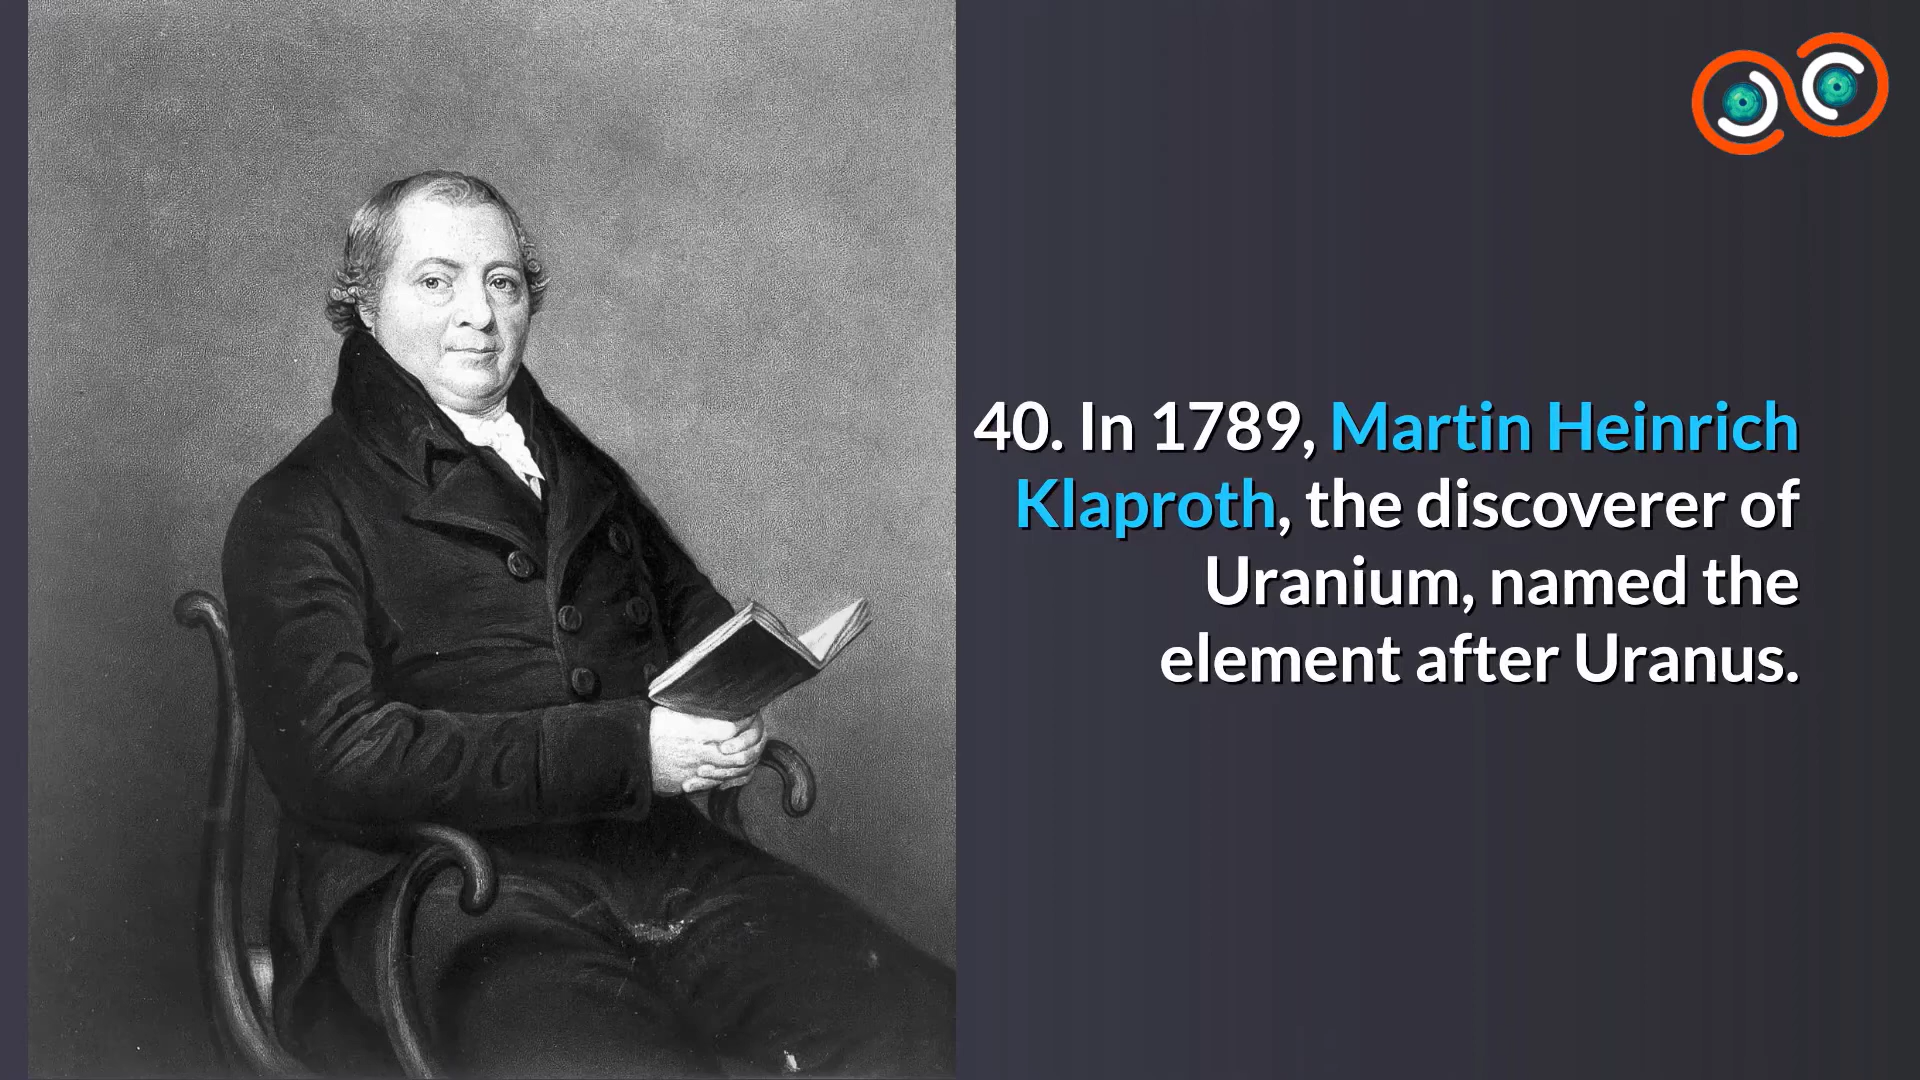 40. In 1789, Martin Heinrich
Klaproth, the discoverer of
Uranium, named the
element after Uranus.